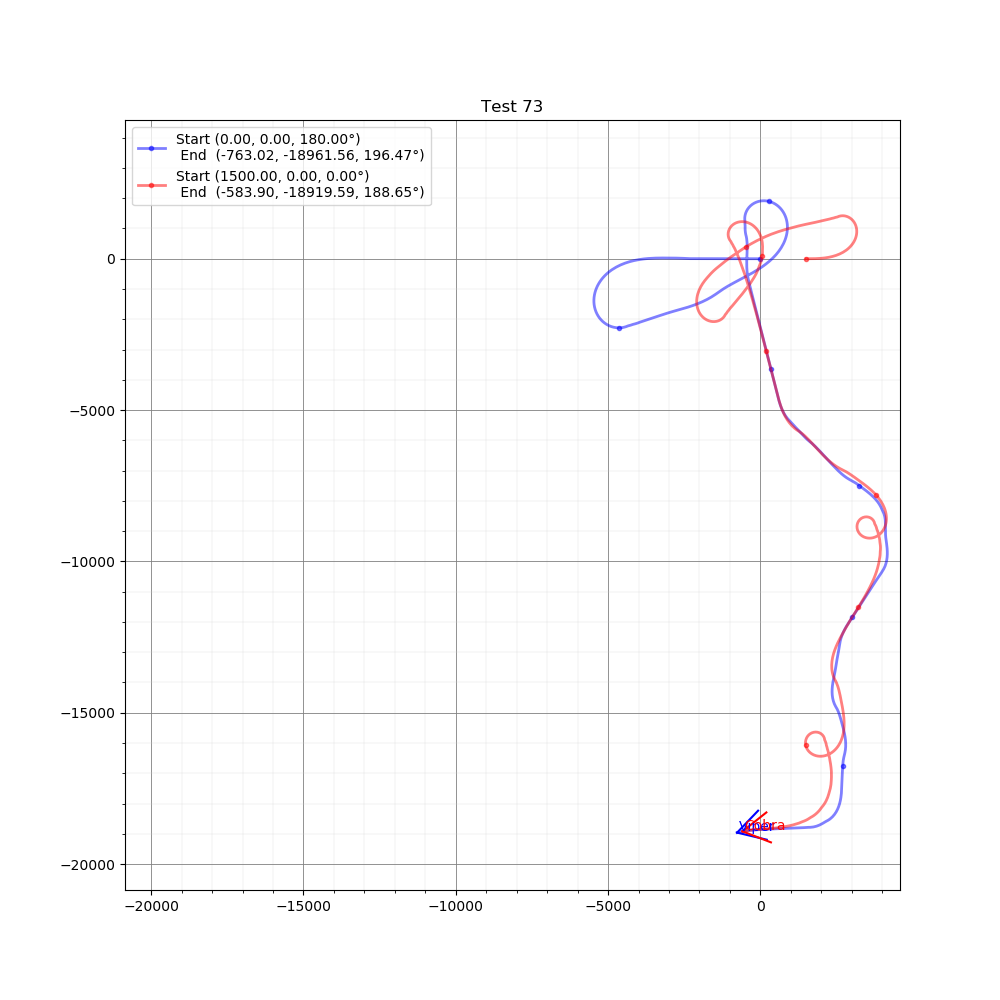 Test 73
Start (0.00, 0.00, 180.00°)
End (-763.02, -18961.56, 196.47°)
Start (1500.00, 0.00, 0.00°)
End (-583.90, -18919.59, 188.65°)
0
−5000
−10000
−15000
−20000
−20000 −15000 −10000 −5000 0